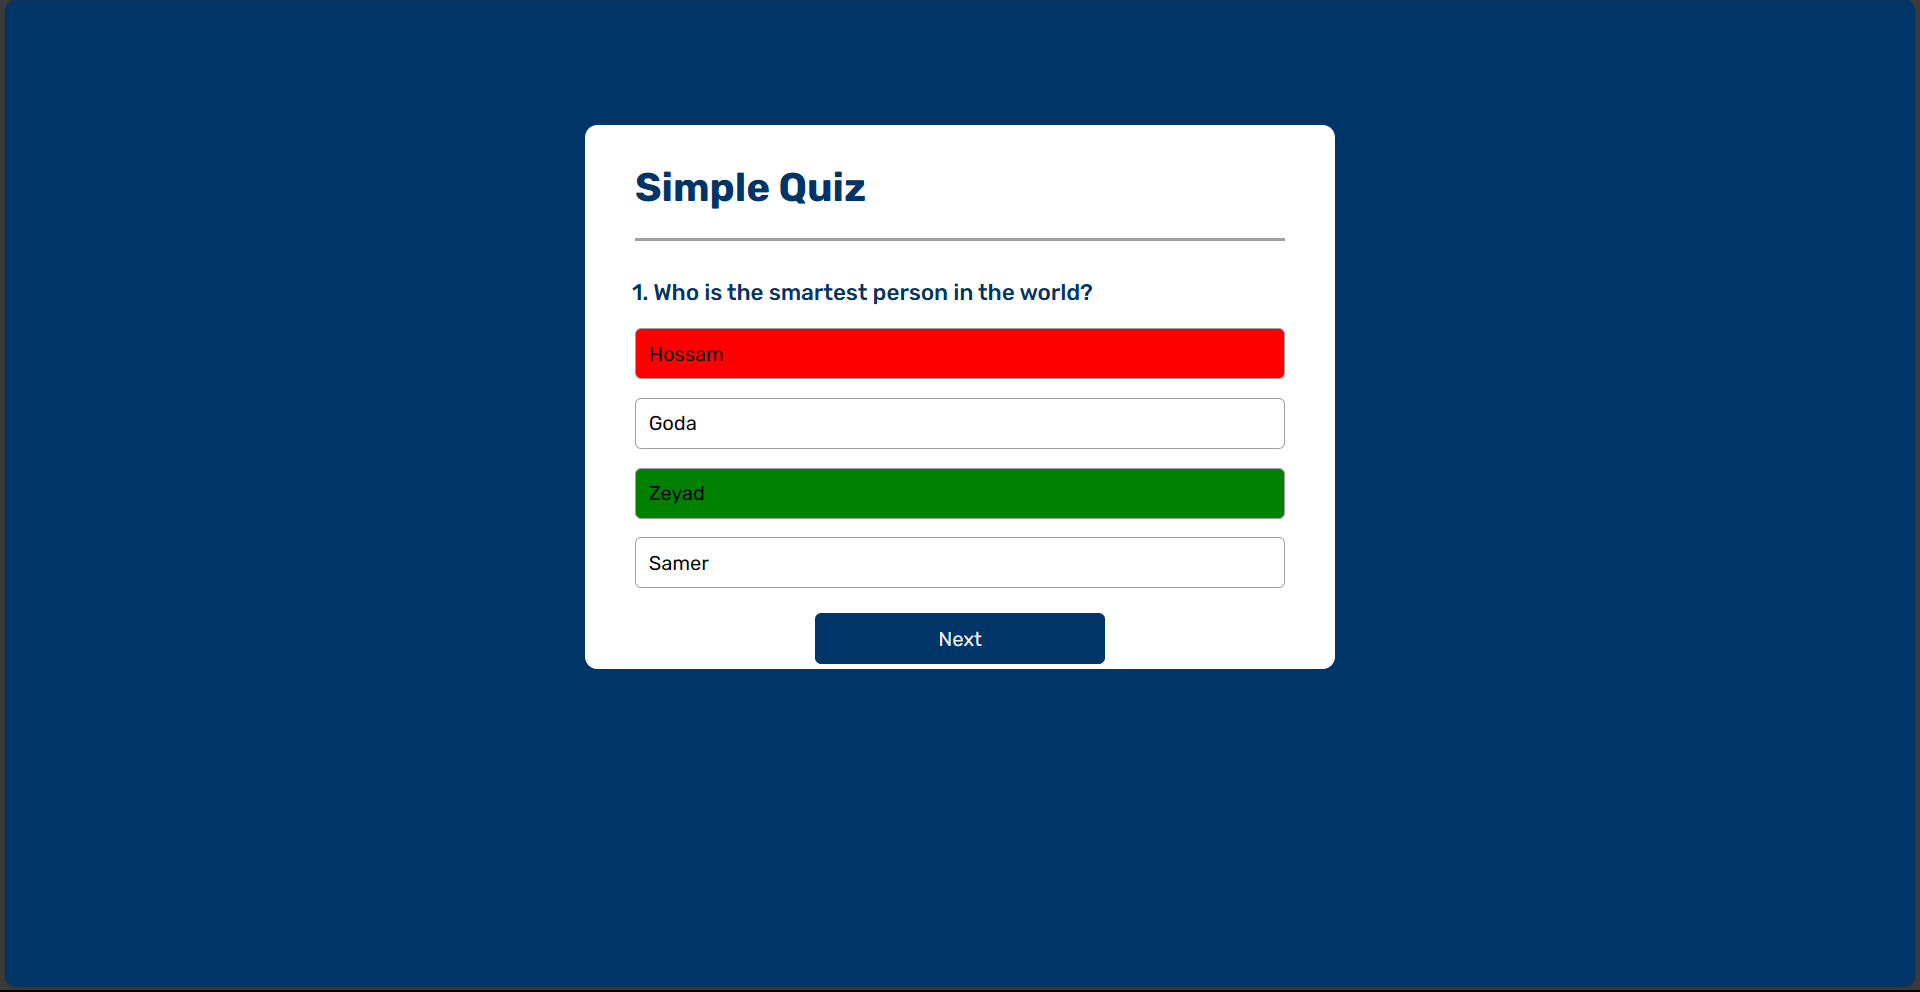 Simple Quiz
1. Who is the smartest person in the world?
Hossam
Goda
Zeyad
Samer
Next